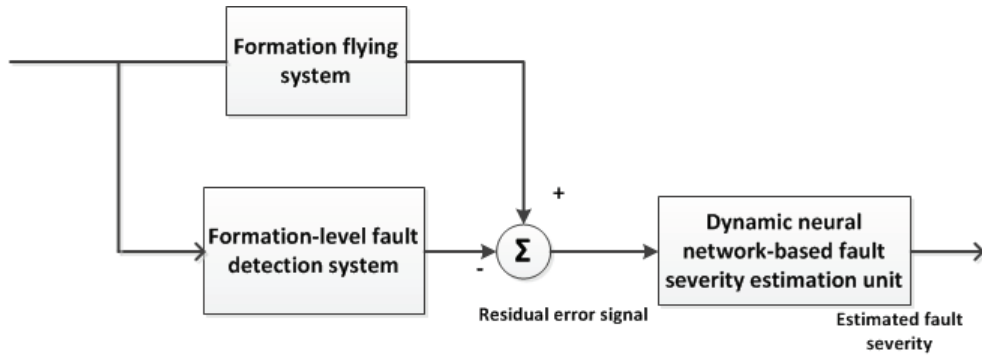 Formation flying
system
Formation-level fault
detection system
+
-
Σ
Residual error signal
Dynamic neural
network-based fault
severity estimation unit
Estimated fault
severity